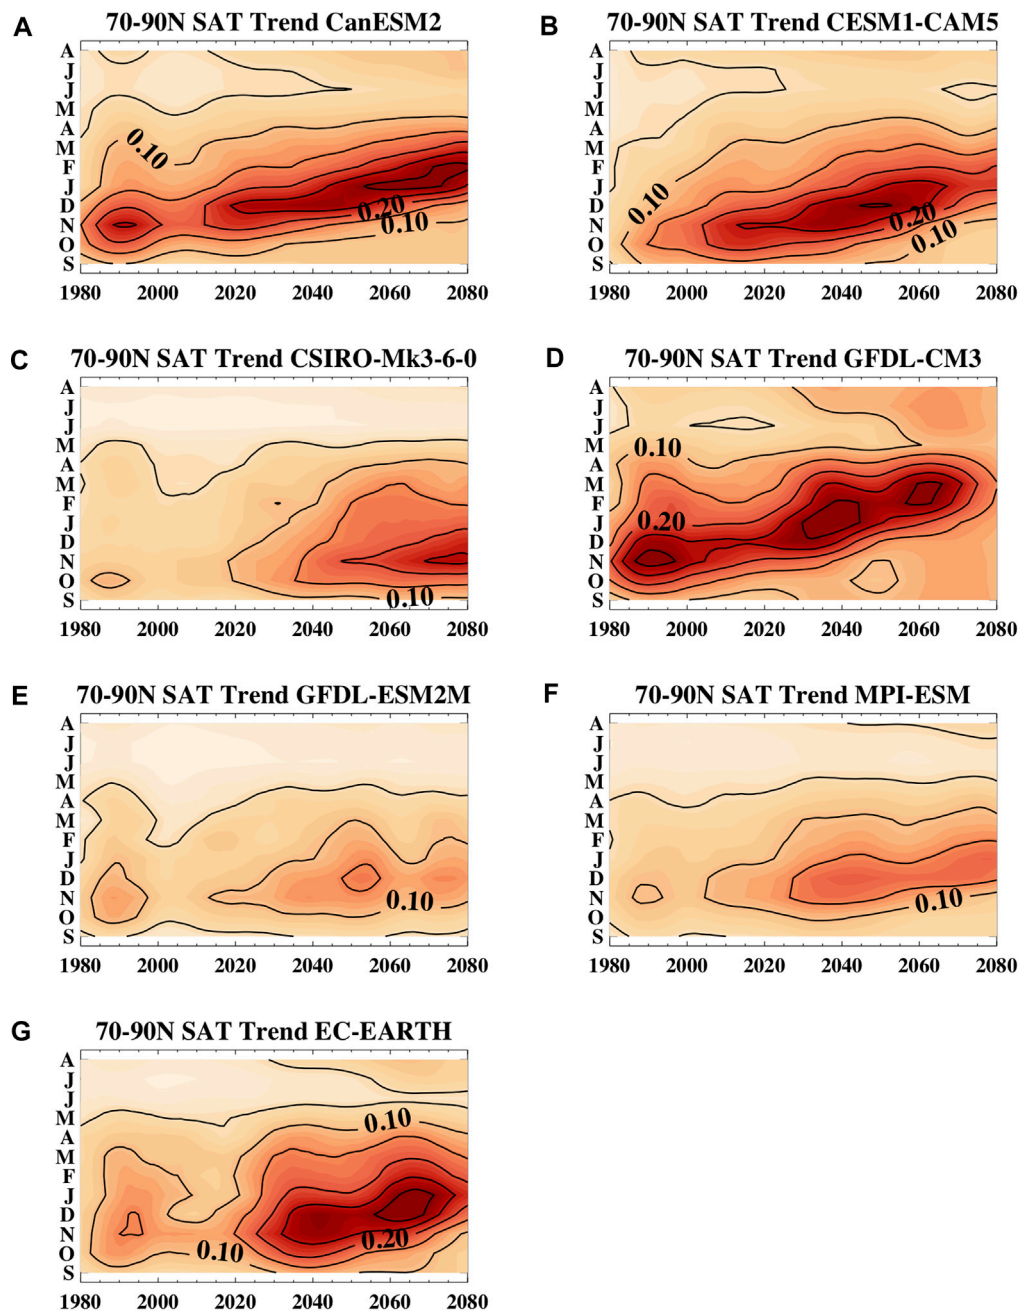 A
70-90N SAT Trend CanESM2
A
J
J
M
A
M
F
J
D
N
O
S
0.10
0.20
0.10
1980 2000 2020 2040 2060 2080
B
70-90N SAT Trend CESM1-CAM5
A
J
J
M
A
M
F
J
D
N
O
S
0.10
0.20
0.10
1980 2000 2020 2040 2060 2080
C
70-90N SAT Trend CSIRO-Mk3-6-0
A
J
J
M
A
M
F
J
D
N
O
S
0.10
1980 2000 2020 2040 2060 2080
D
70-90N SAT Trend GFDL-CM3
A
J
J
M
A
M
F
J
D
N
O
S
0.10
0.20
1980 2000 2020 2040 2060 2080
E
70-90N SAT Trend GFDL-ESM2M
A
J
J
M
A
M
F
J
D
N
O
S
0.10
1980 2000 2020 2040 2060 2080
F
70-90N SAT Trend MPI-ESM
A
J
J
M
A
M
F
J
D
N
O
S
0.10
1980 2000 2020 2040 2060 2080
G
70-90N SAT Trend EC-EARTH
A
J
J
M
A
M
F
J
D
N
O
S
0.10
0.20
0.10
1980 2000 2020 2040 2060 2080